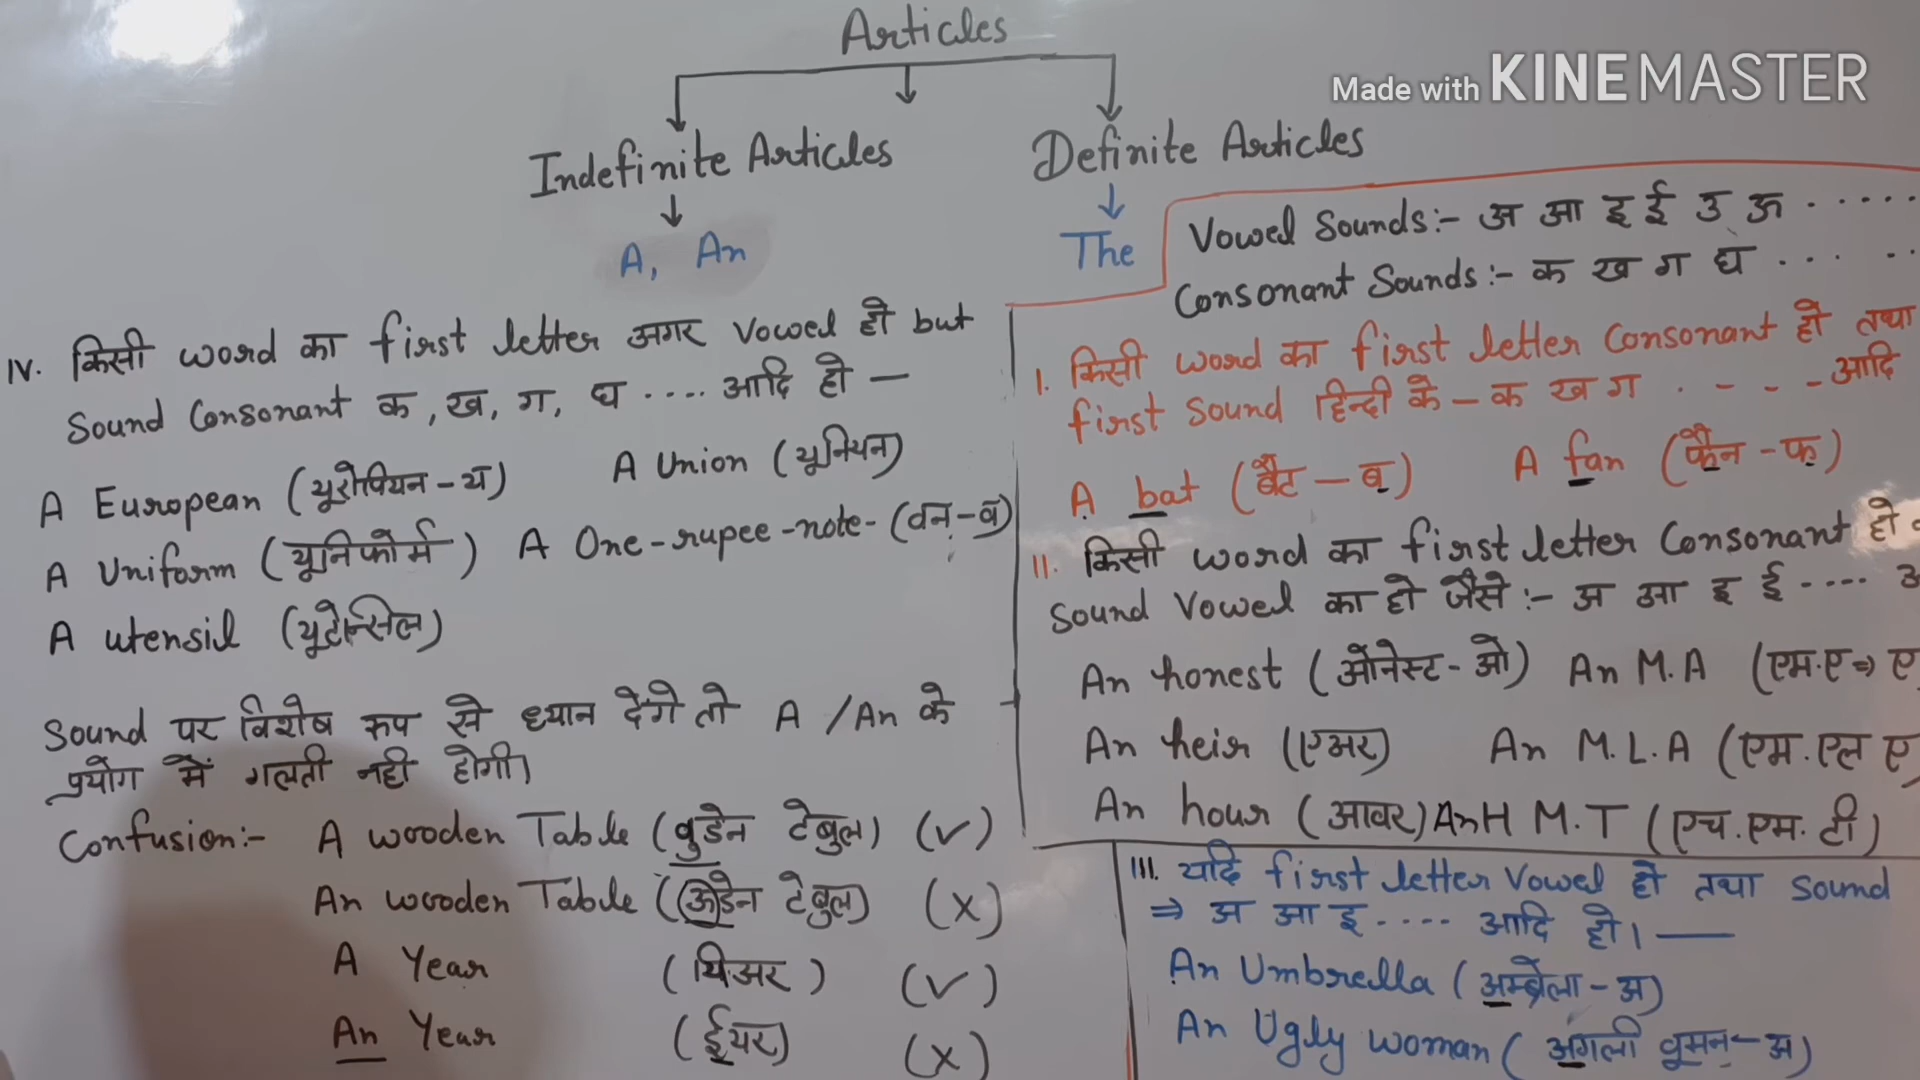 Articles
Made with KINEMASTER
Indefinite Articles
Definite Articles
A, An
The
Vowel Sounds:- अ आ इ ई उ ऊ ......
Consonant Sounds:- क ख ग घ ......
I. किसी word का first letter Consonant हो तथा
first sound हिन्दी के - क ख ग . - - - आदि
A bat (बैट - ब) A fan (फैन - फ)
II. किसी word का first letter Consonant हो
Sound Vowel का हो जैसे :- अ आ इ ई ....
An honest (ऑनेस्ट - ओ) An M.A (एम.ए => ए
An heir (एअर) An M.L.A (एम.एल ए)
An hour (आवर) An H M.T (एच.एम.टी)
III. यदि first letter Vowel हो तथा sound
=> अ आ इ .... आदि हो। —
An Umbrella (अम्ब्रेला - अ)
An Ugly woman (अगली वूमन - अ)
IV. किसी word का first letter अगर vowel हो but
Sound Consonant क, ख, ग, घ .... आदि हो —
A European (यूरोपियन - य) A Union (यूनियन)
A Uniform (यूनिफोर्म) A One-rupee-note- (वन - व)
A utensil (यूटेन्सिल)
Sound पर विशेष रुप से ध्यान देंगे तो A / An के
प्रयोग में गलती नही होगी।
Confusion:- A wooden Table (वुडेन टेबुल) (✓)
An wooden Table (ऊडेन टेबुल) (X)
A Year (यिअर) (✓)
An Year (ईयर) (X)